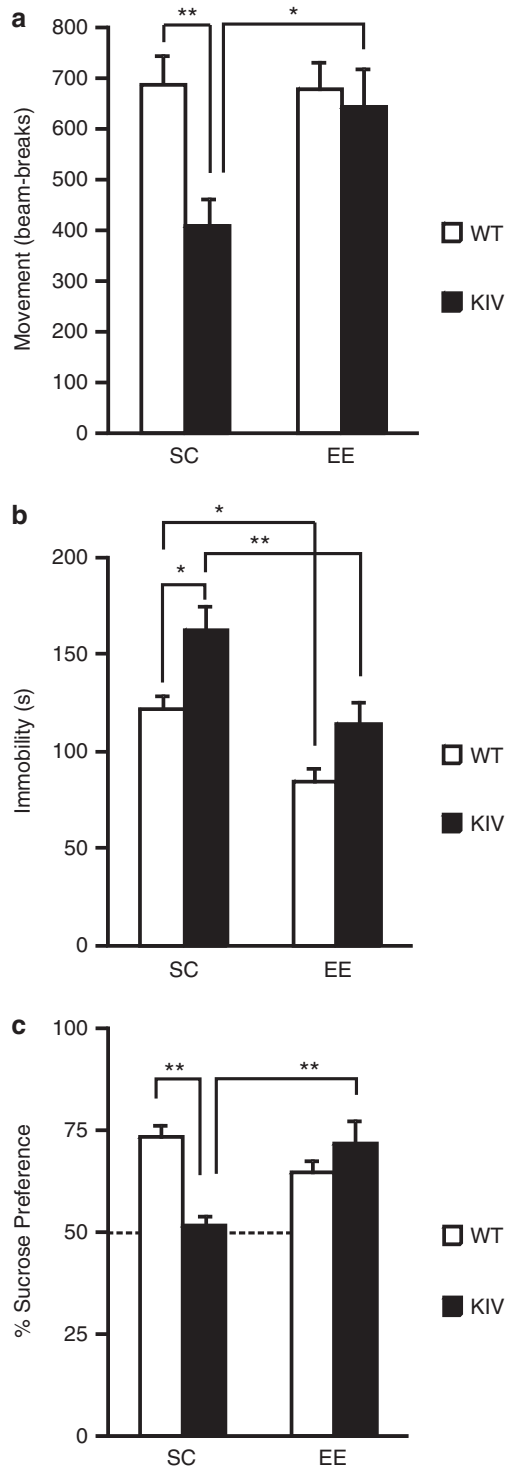 a
** *
800
700
600
500
400
300
200
100
0
Movement (beam-breaks)
SC EE
WT
KIV
b
*
**
*
200
150
100
50
0
Immobility (s)
SC EE
WT
KIV
c
** **
100
75
50
25
0
% Sucrose Preference
SC EE
WT
KIV